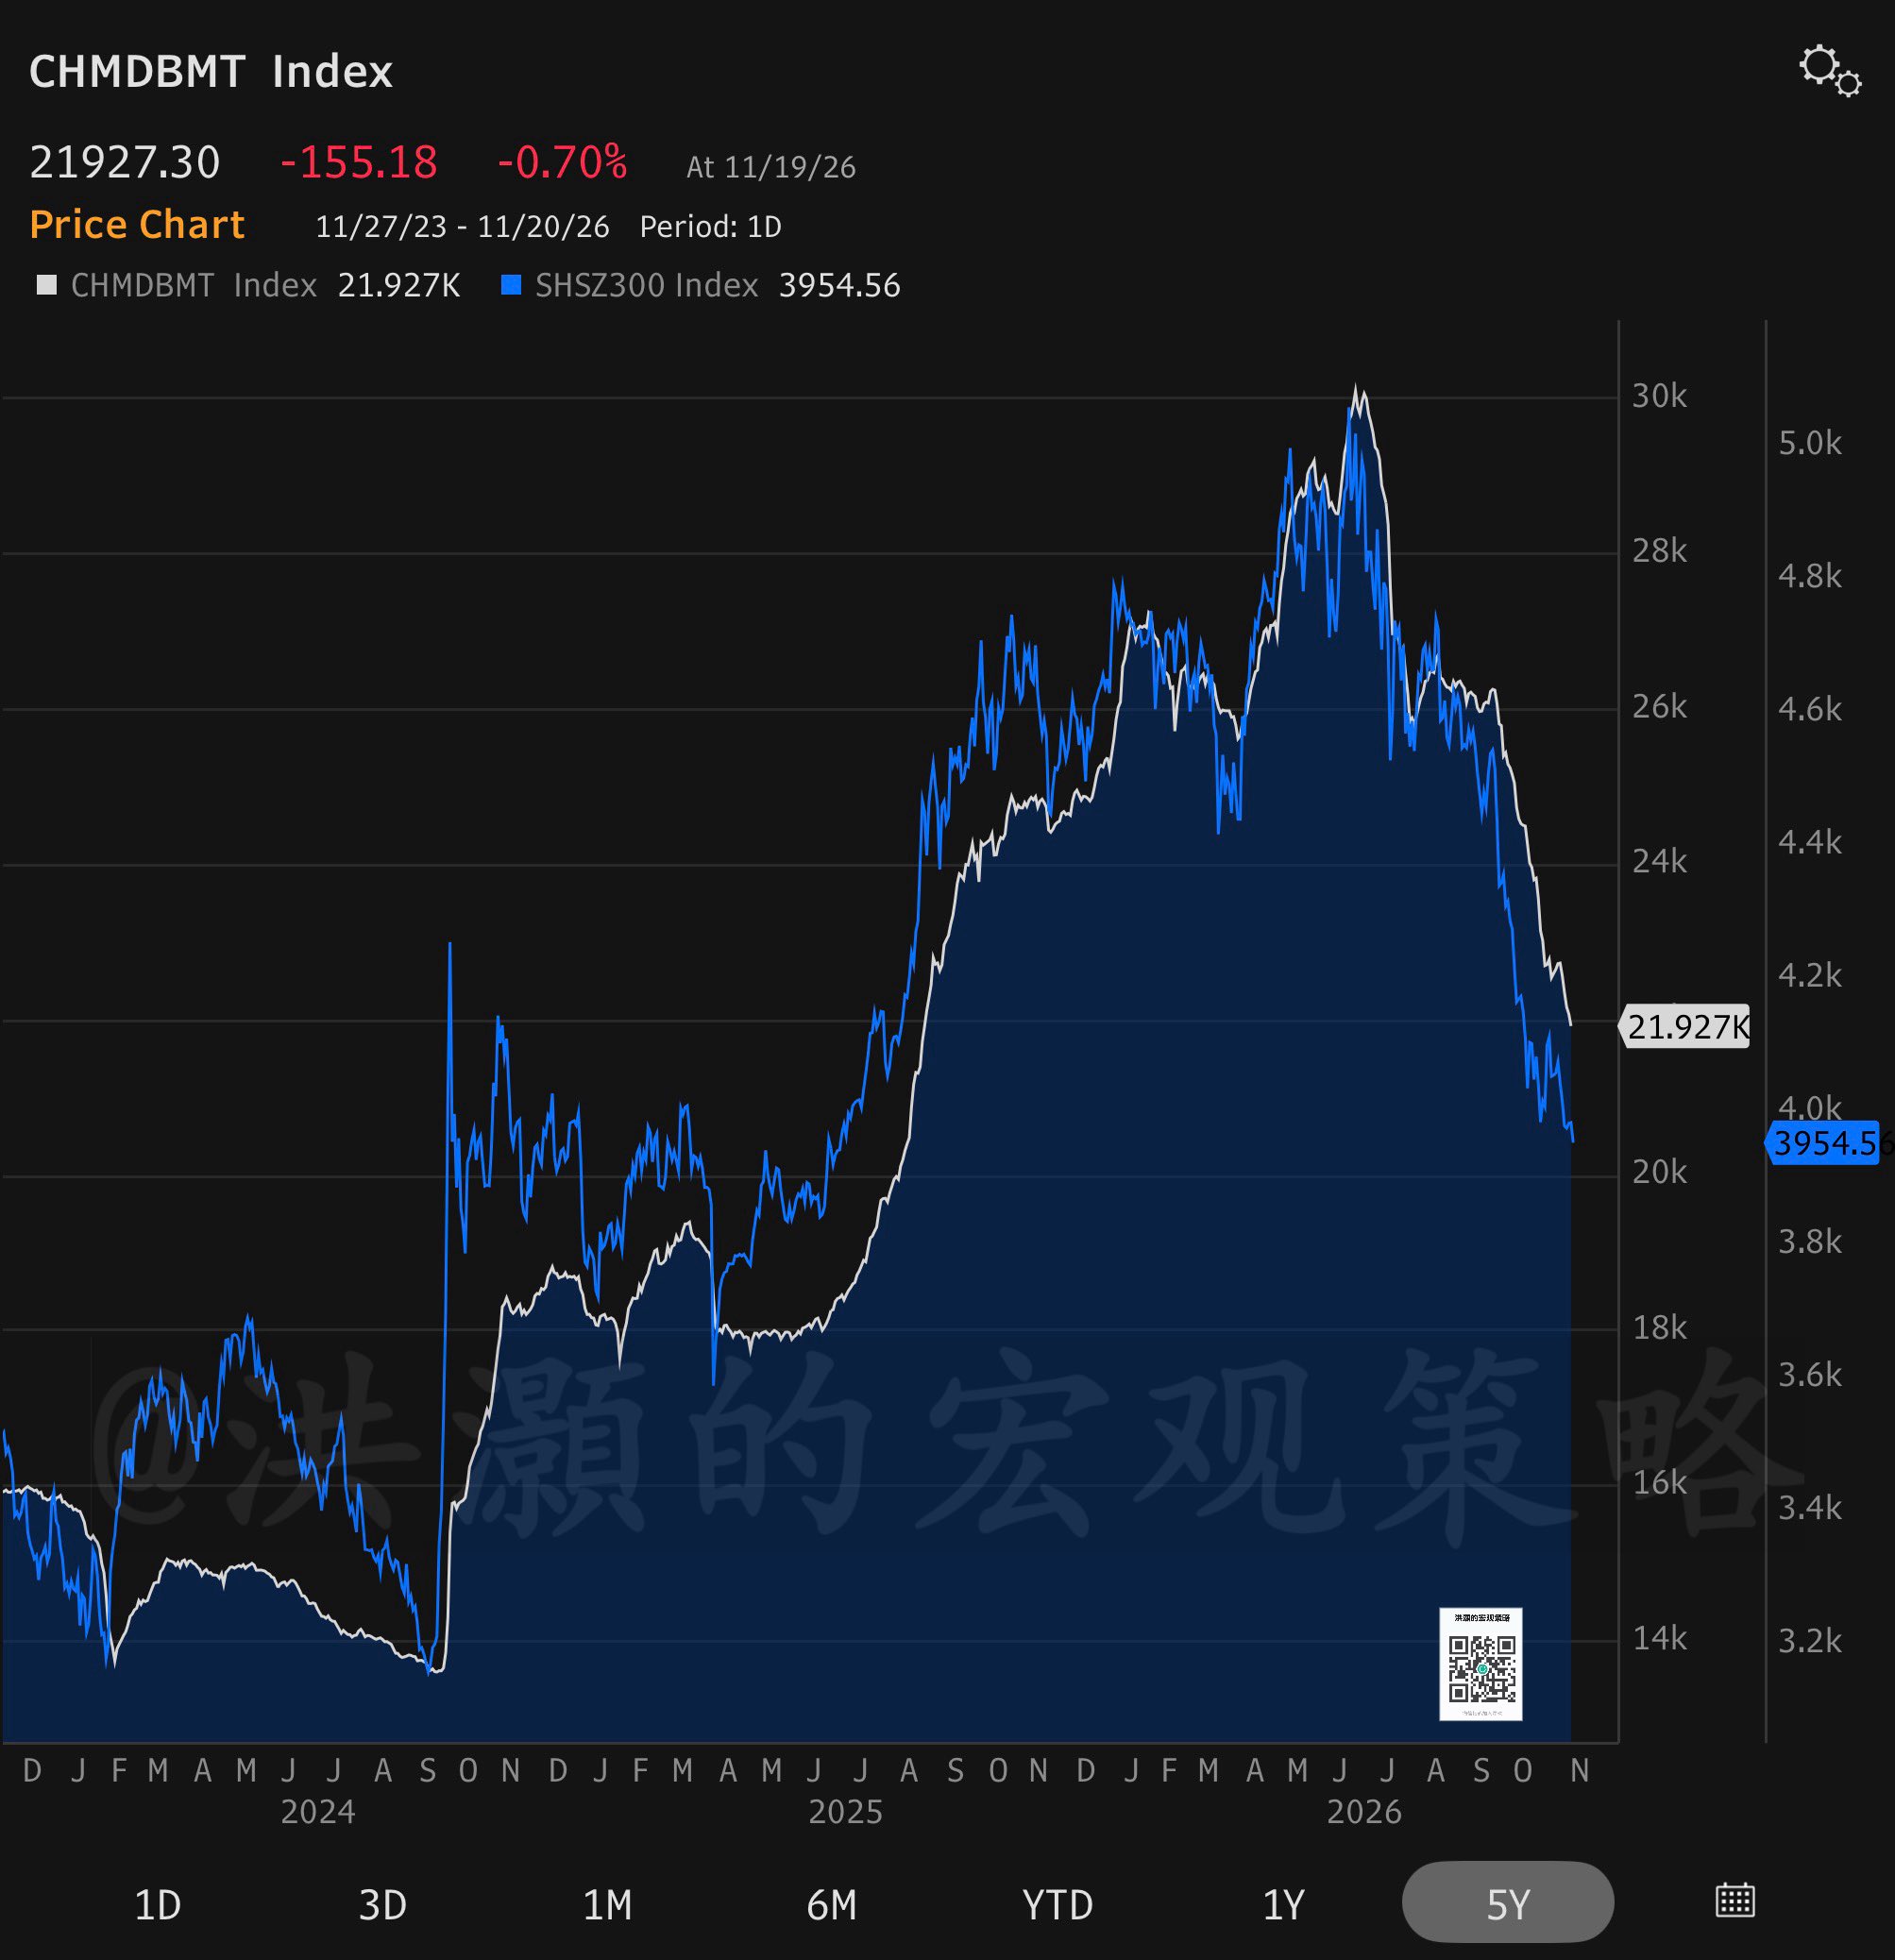 CHMDBMT Index
21927.30 -155.18 -0.70% At 11/19/26
Price Chart 11/27/23 - 11/20/26 Period: 1D
CHMDBMT Index 21.927K SHSZ300 Index 3954.56
30k
5.0k
28k
4.8k
26k
4.6k
4.4k
24k
4.2k
21.927K
4.0k
3954.56
20k
3.8k
18k
3.6k
@洪灝的宏观策略
16k
3.4k
洪灝的宏观策略
14k
3.2k
D J F M A M J J A S O N D J F M A M J J A S O N D J F M A M J J A S O N
2024 2025 2026
1D 3D 1M 6M YTD 1Y 5Y